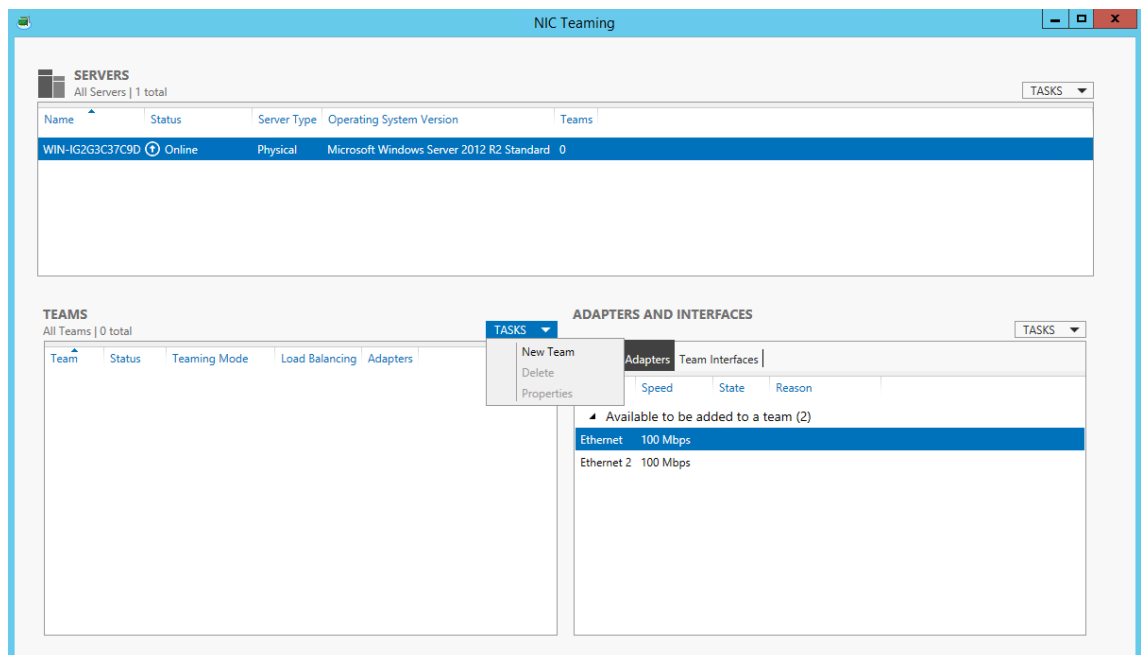 NIC Teaming
SERVERS
All Servers | 1 total
TASKS
Name Status Server Type Operating System Version Teams
WIN-IG2G3C37C9D Online Physical Microsoft Windows Server 2012 R2 Standard 0
TEAMS
All Teams | 0 total
TASKS
Team Status Teaming Mode Load Balancing Adapters
New Team
Delete
Properties
ADAPTERS AND INTERFACES
TASKS
Adapters Team Interfaces
Speed State Reason
Available to be added to a team (2)
Ethernet 100 Mbps
Ethernet 2 100 Mbps